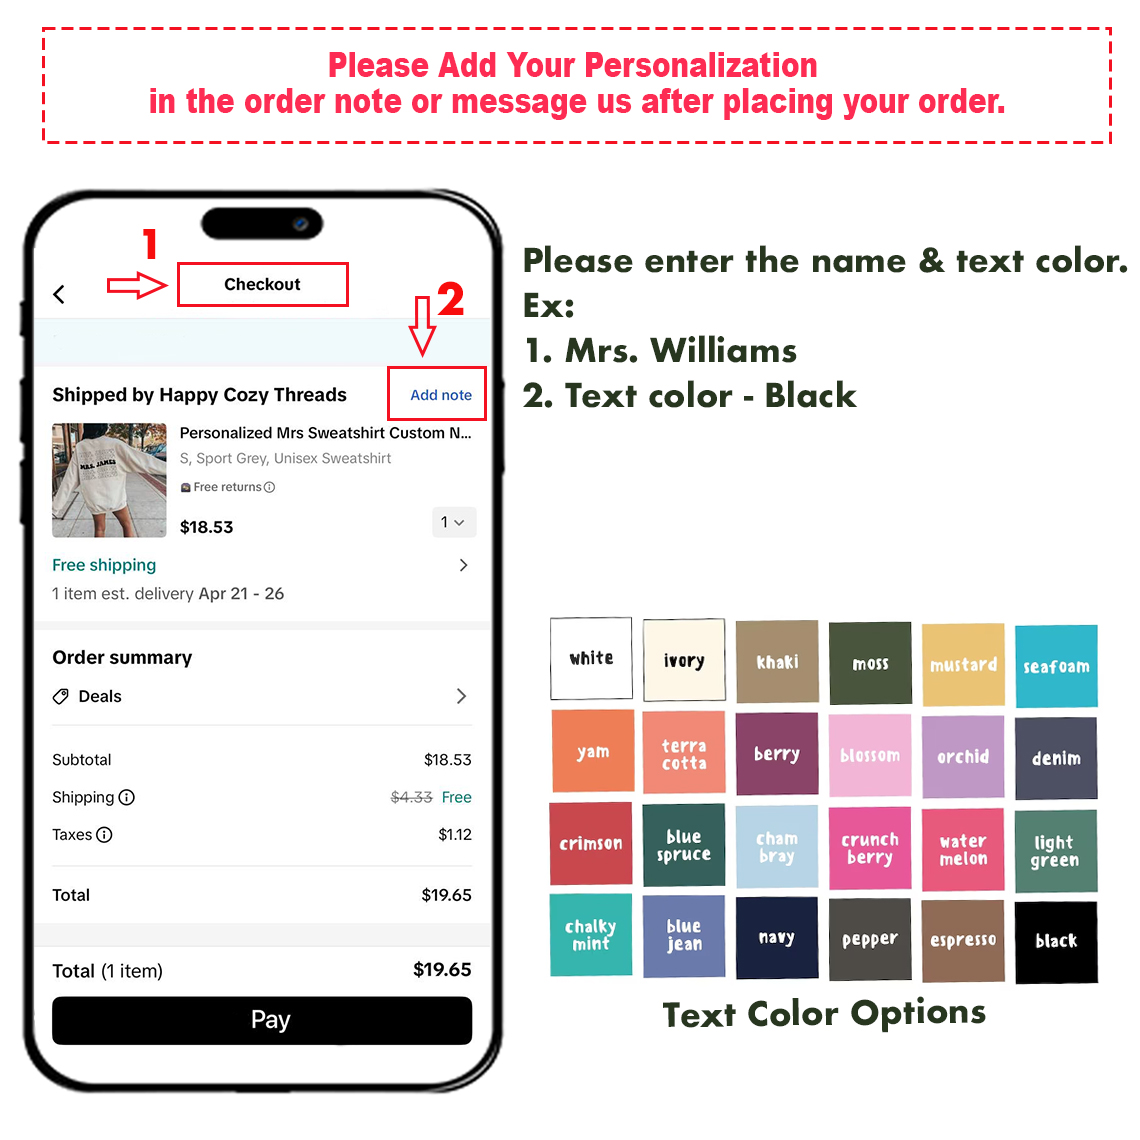 Please Add Your Personalization
in the order note or message us after placing your order.
1
Checkout
2
Shipped by Happy Cozy Threads
Add note
MRS. JAMES
Personalized Mrs Sweatshirt Custom N...
S, Sport Grey, Unisex Sweatshirt
Free returns
$18.53
1
Free shipping
1 item est. delivery Apr 21 - 26
Order summary
Deals
Subtotal
$18.53
Shipping
$4.33 Free
Taxes
$1.12
Total
$19.65
Total (1 item)
$19.65
Pay
Please enter the name & text color.
Ex:
1. Mrs. Williams
2. Text color - Black
white
ivory
khaki
moss
mustard
seafoam
yam
terra
cotta
berry
blossom
orchid
denim
crimson
blue
spruce
cham
bray
crunch
berry
water
melon
light
green
chalky
mint
blue
jean
navy
pepper
espresso
black
Text Color Options